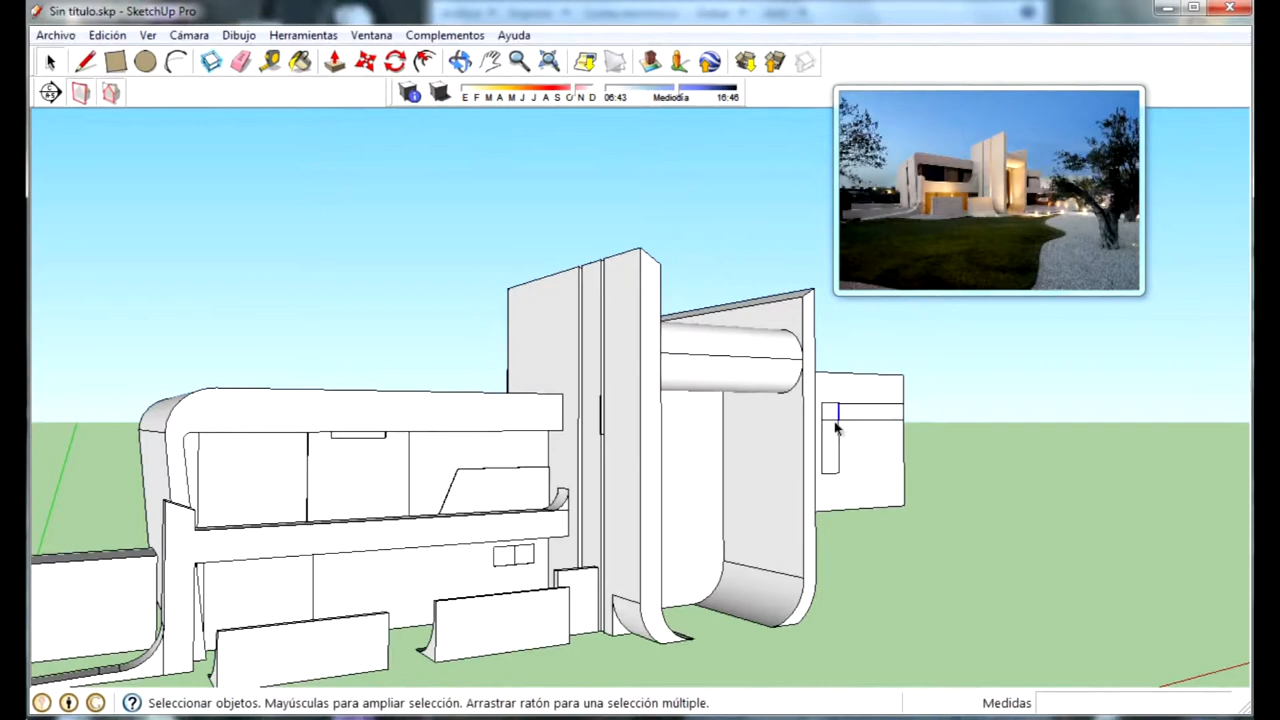 Sin título.skp - SketchUp Pro
Archivo Edición Ver Cámara Dibujo Herramientas Ventana Complementos Ayuda
E F M A M J J A S O N D 06:43 Mediodía 16:46
Seleccionar objetos. Mayúsculas para ampliar selección. Arrastrar ratón para una selección múltiple. Medidas